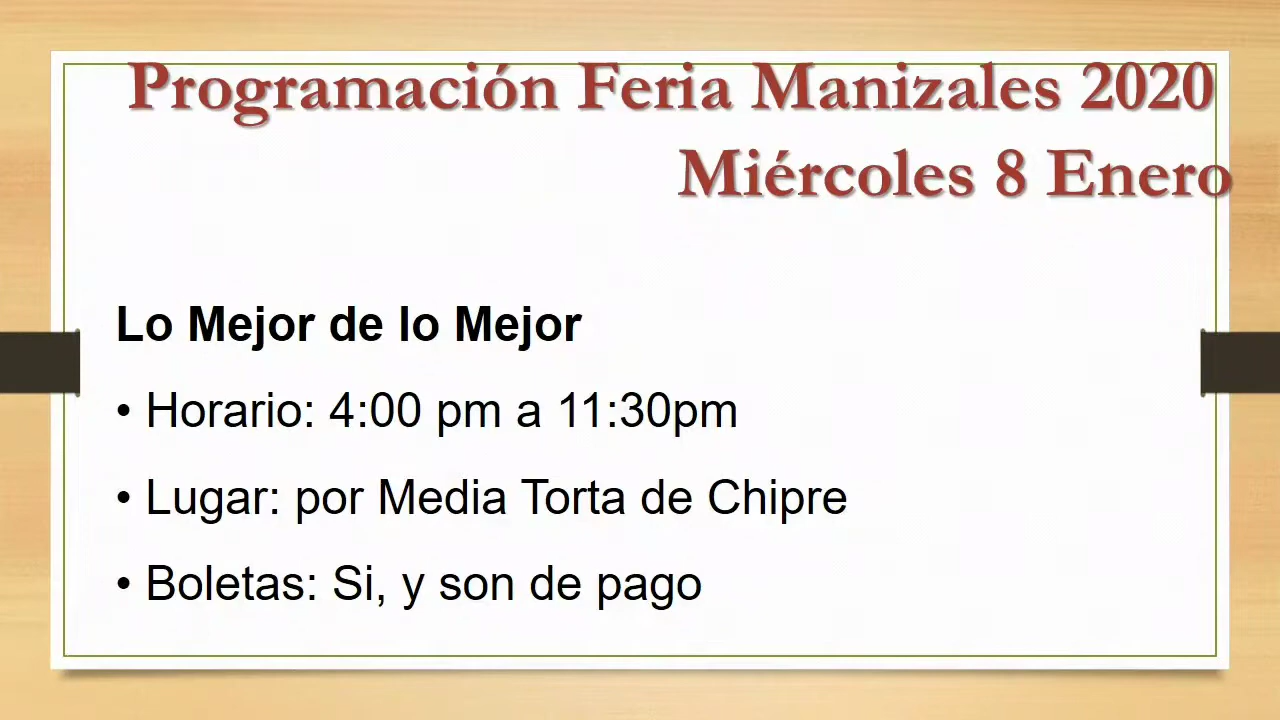 Programación Feria Manizales 2020
Miércoles 8 Enero
Lo Mejor de lo Mejor
• Horario: 4:00 pm a 11:30pm
• Lugar: por Media Torta de Chipre
• Boletas: Si, y son de pago